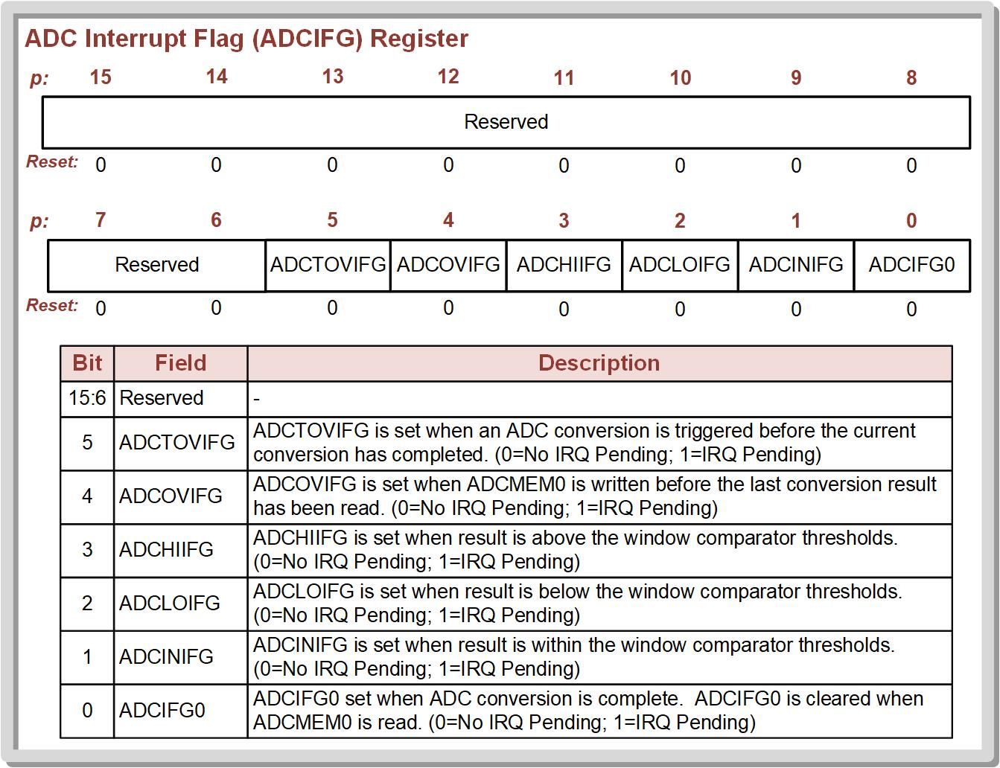 ADC Interrupt Flag (ADCIFG) Register
p: 15 14 13 12 11 10 9 8
Reserved
Reset: 0 0 0 0 0 0 0 0
p: 7 6 5 4 3 2 1 0
Reserved ADCTOVIFG ADCOVIFG ADCHIIFG ADCLOIFG ADCINIFG ADCIFG0
Reset: 0 0 0 0 0 0 0 0
Bit Field Description
15:6 Reserved -
5 ADCTOVIFG ADCTOVIFG is set when an ADC conversion is triggered before the current
conversion has completed. (0=No IRQ Pending; 1=IRQ Pending)
4 ADCOVIFG ADCOVIFG is set when ADCMEM0 is written before the last conversion result
has been read. (0=No IRQ Pending; 1=IRQ Pending)
3 ADCHIIFG ADCHIIFG is set when result is above the window comparator thresholds.
(0=No IRQ Pending; 1=IRQ Pending)
2 ADCLOIFG ADCLOIFG is set when result is below the window comparator thresholds.
(0=No IRQ Pending; 1=IRQ Pending)
1 ADCINIFG ADCINIFG is set when result is within the window comparator thresholds.
(0=No IRQ Pending; 1=IRQ Pending)
0 ADCIFG0 ADCIFG0 set when ADC conversion is complete.  ADCIFG0 is cleared when
ADCMEM0 is read. (0=No IRQ Pending; 1=IRQ Pending)